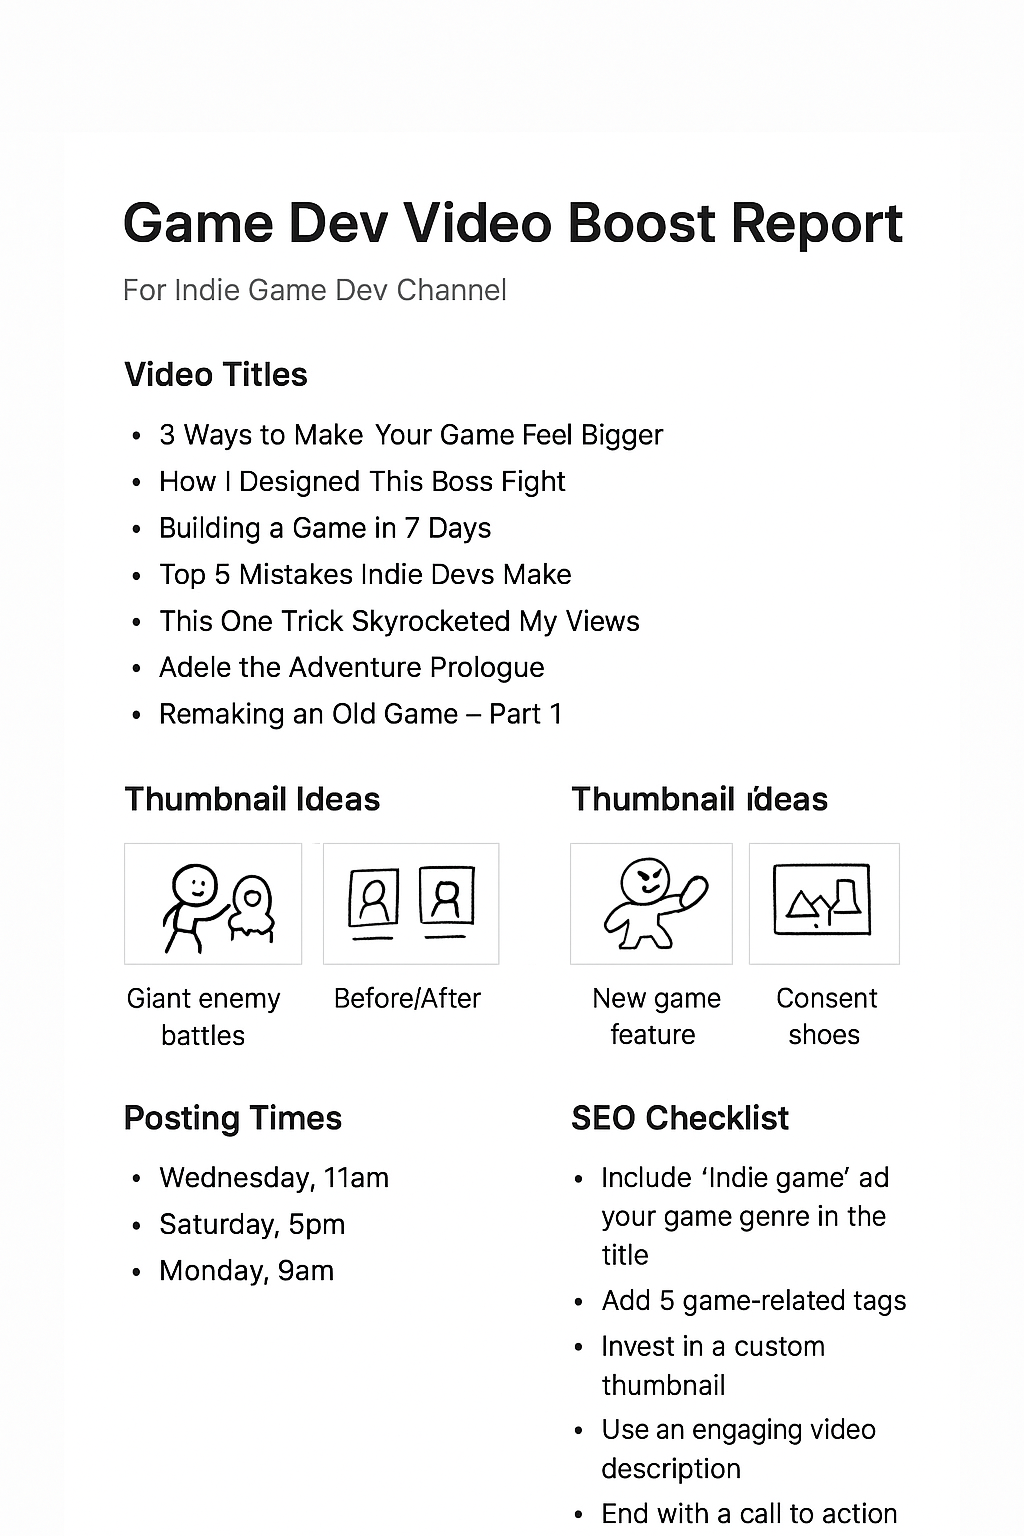 Game Dev Video Boost Report
For Indie Game Dev Channel
Video Titles
• 3 Ways to Make Your Game Feel Bigger
• How I Designed This Boss Fight
• Building a Game in 7 Days
• Top 5 Mistakes Indie Devs Make
• This One Trick Skyrocketed My Views
• Adele the Adventure Prologue
• Remaking an Old Game – Part 1
Thumbnail Ideas
Giant enemy
battles
Before/After
Thumbnail ídeas
New game
feature
Consent
shoes
Posting Times
• Wednesday, 11am
• Saturday, 5pm
• Monday, 9am
SEO Checklist
• Include ‘Indie game’ ad
your game genre in the
title
• Add 5 game-related tags
• Invest in a custom
thumbnail
• Use an engaging video
description
• End with a call to action